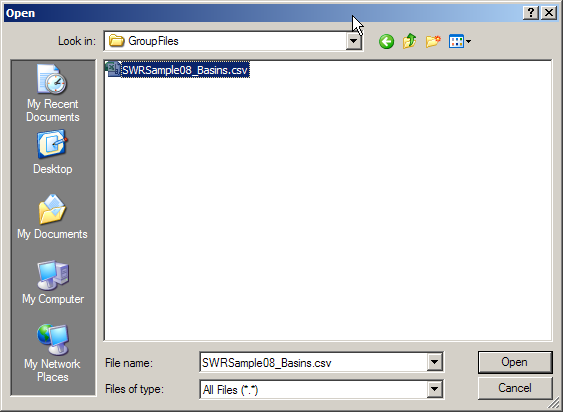 Open
Look in:
GroupFiles
SWRSample08_Basins.csv
My Recent
Documents
Desktop
My Documents
My Computer
My Network
Places
File name:
SWRSample08_Basins.csv
Open
Files of type:
All Files (*.*)
Cancel